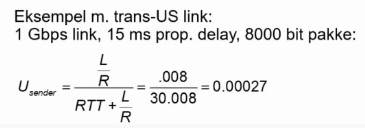 Eksempel m. trans-US link:
1 Gbps link, 15 ms prop. delay, 8000 bit pakke:
U sender = (L / R) / (RTT + L / R) = .008 / 30.008 = 0.00027